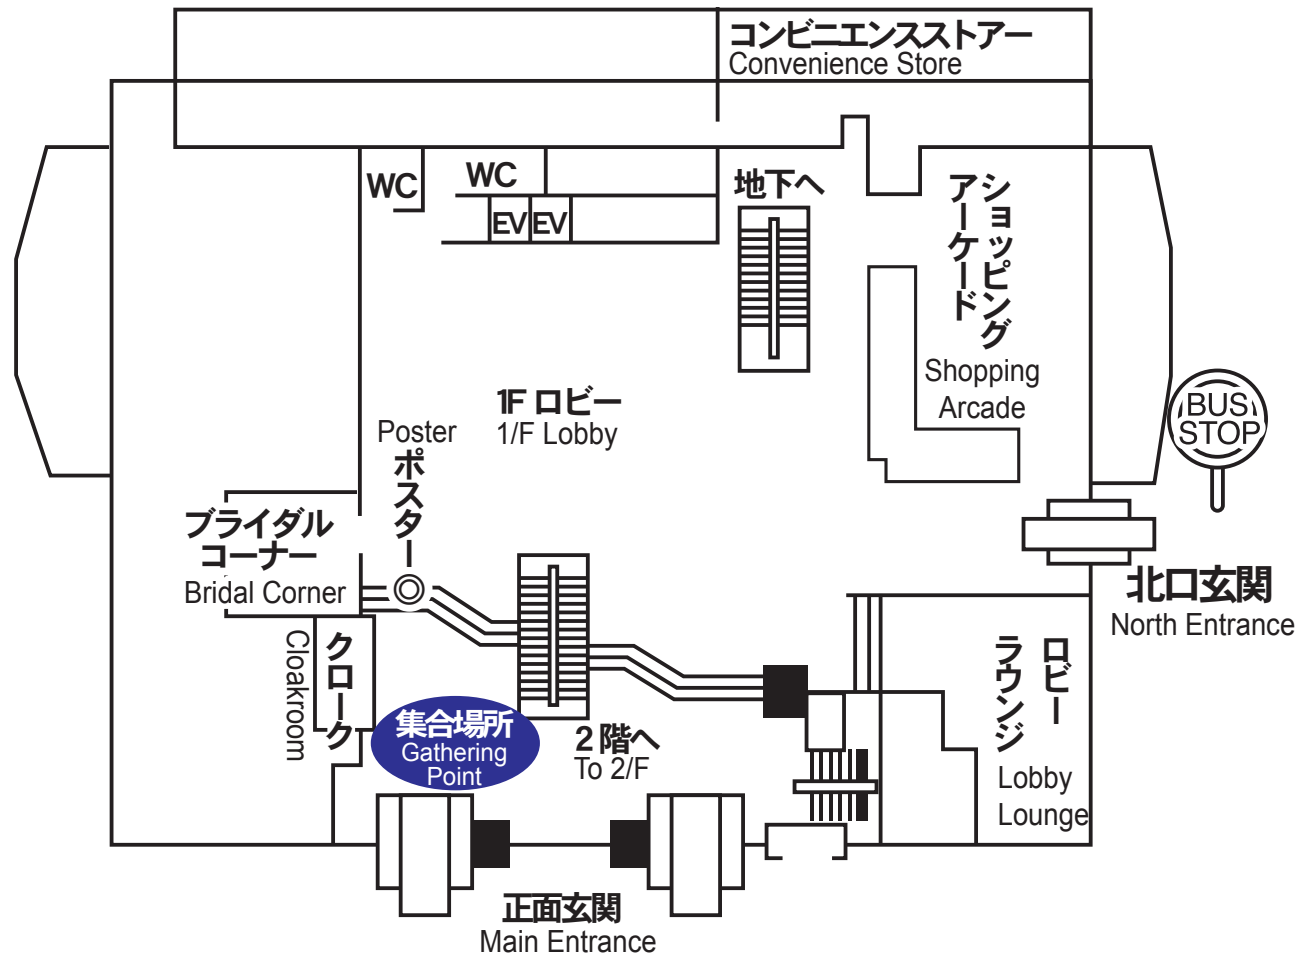 コンビニエンスストアー
Convenience Store
WC
WC
EV
EV
地下へ
ショッピング
アーケード
Shopping
Arcade
BUS
STOP
1F ロビー
1/F Lobby
Poster
ポスター
ブライダル
コーナー
Bridal Corner
北口玄関
North Entrance
クローク
Cloakroom
ロビー
ラウンジ
Lobby
Lounge
集合場所
Gathering
Point
2階へ
To 2/F
正面玄関
Main Entrance